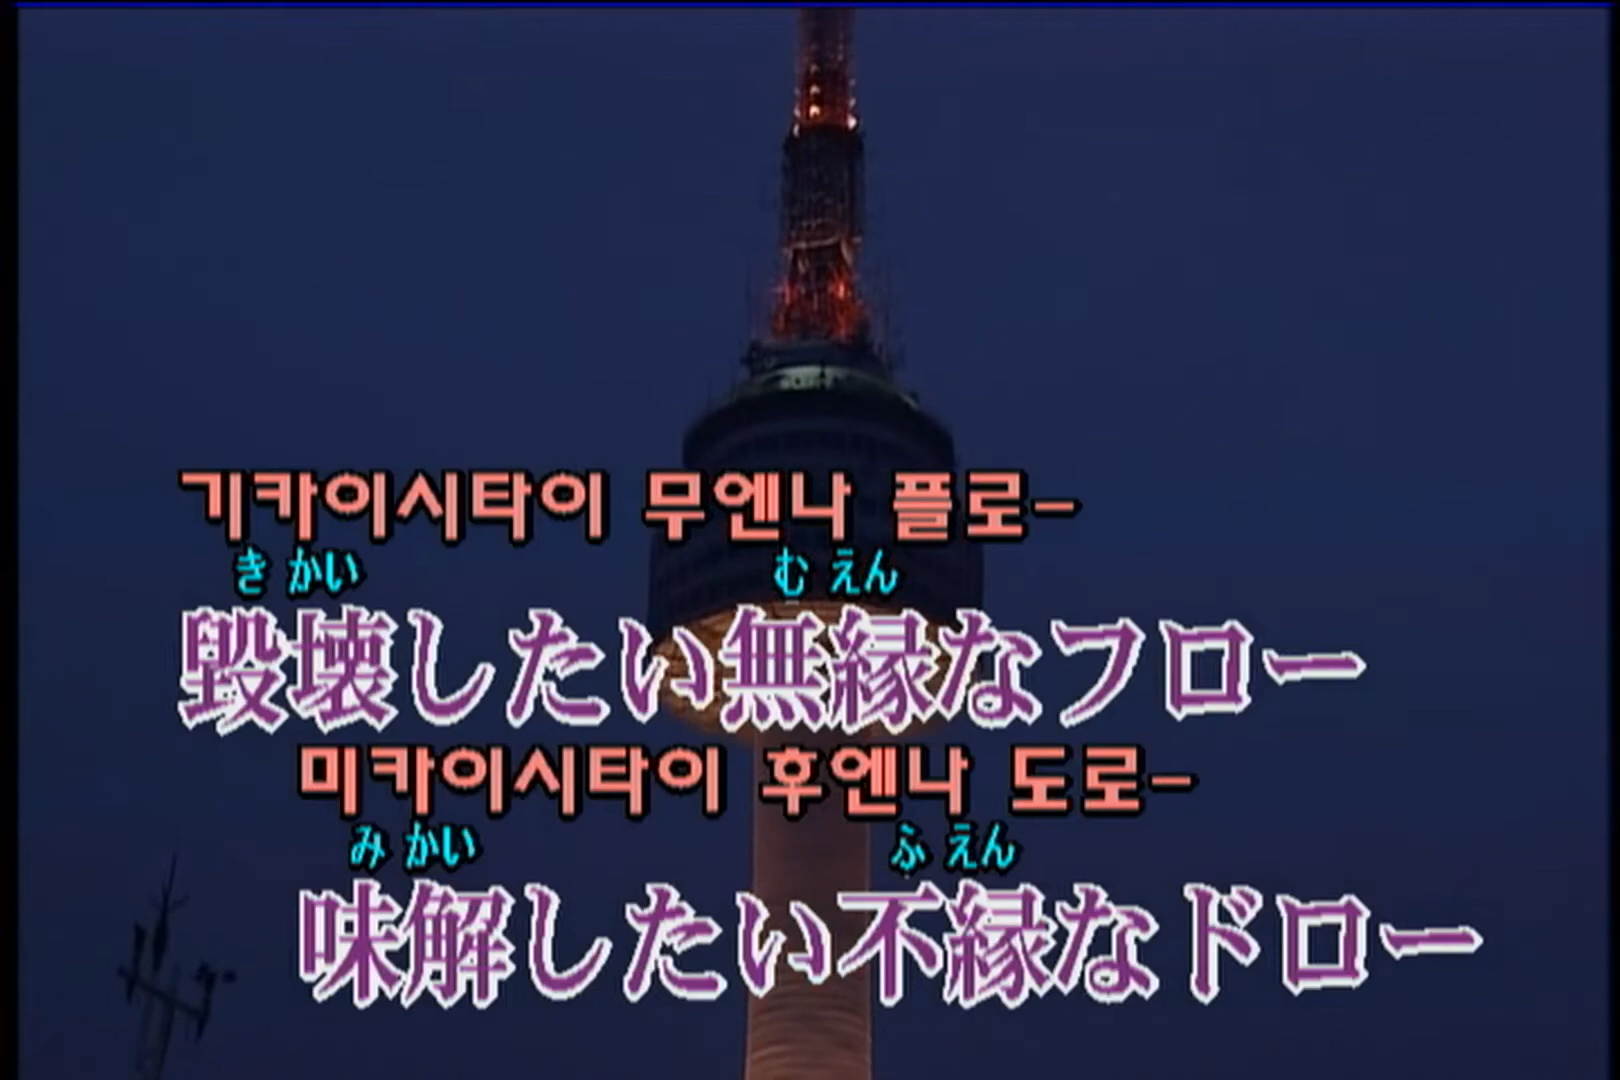 기카이시타이 무엔나 플로-
き かい む えん
毀壊したい無縁なフロー
미카이시타이 후엔나 도로-
み かい ふ えん
味解したい不縁なドロー